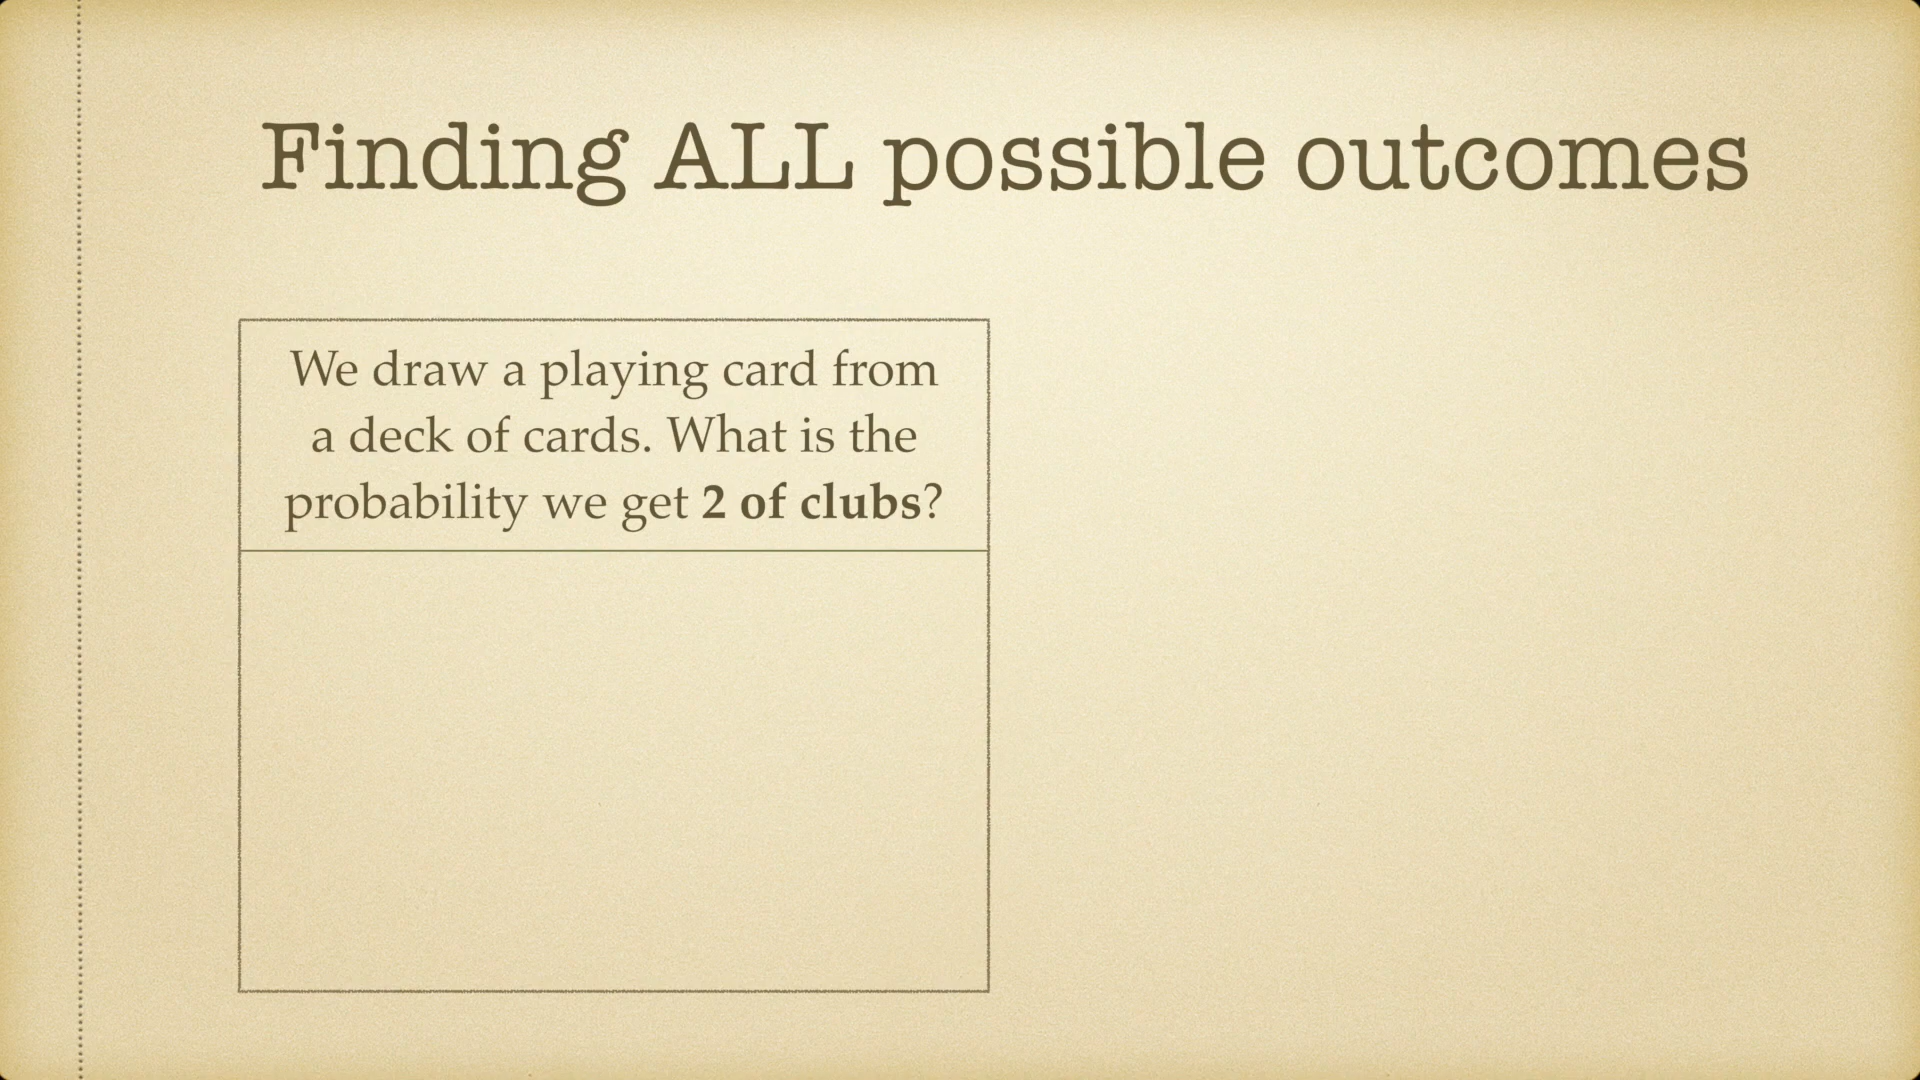 Finding ALL possible outcomes
We draw a playing card from
a deck of cards. What is the
probability we get 2 of clubs?